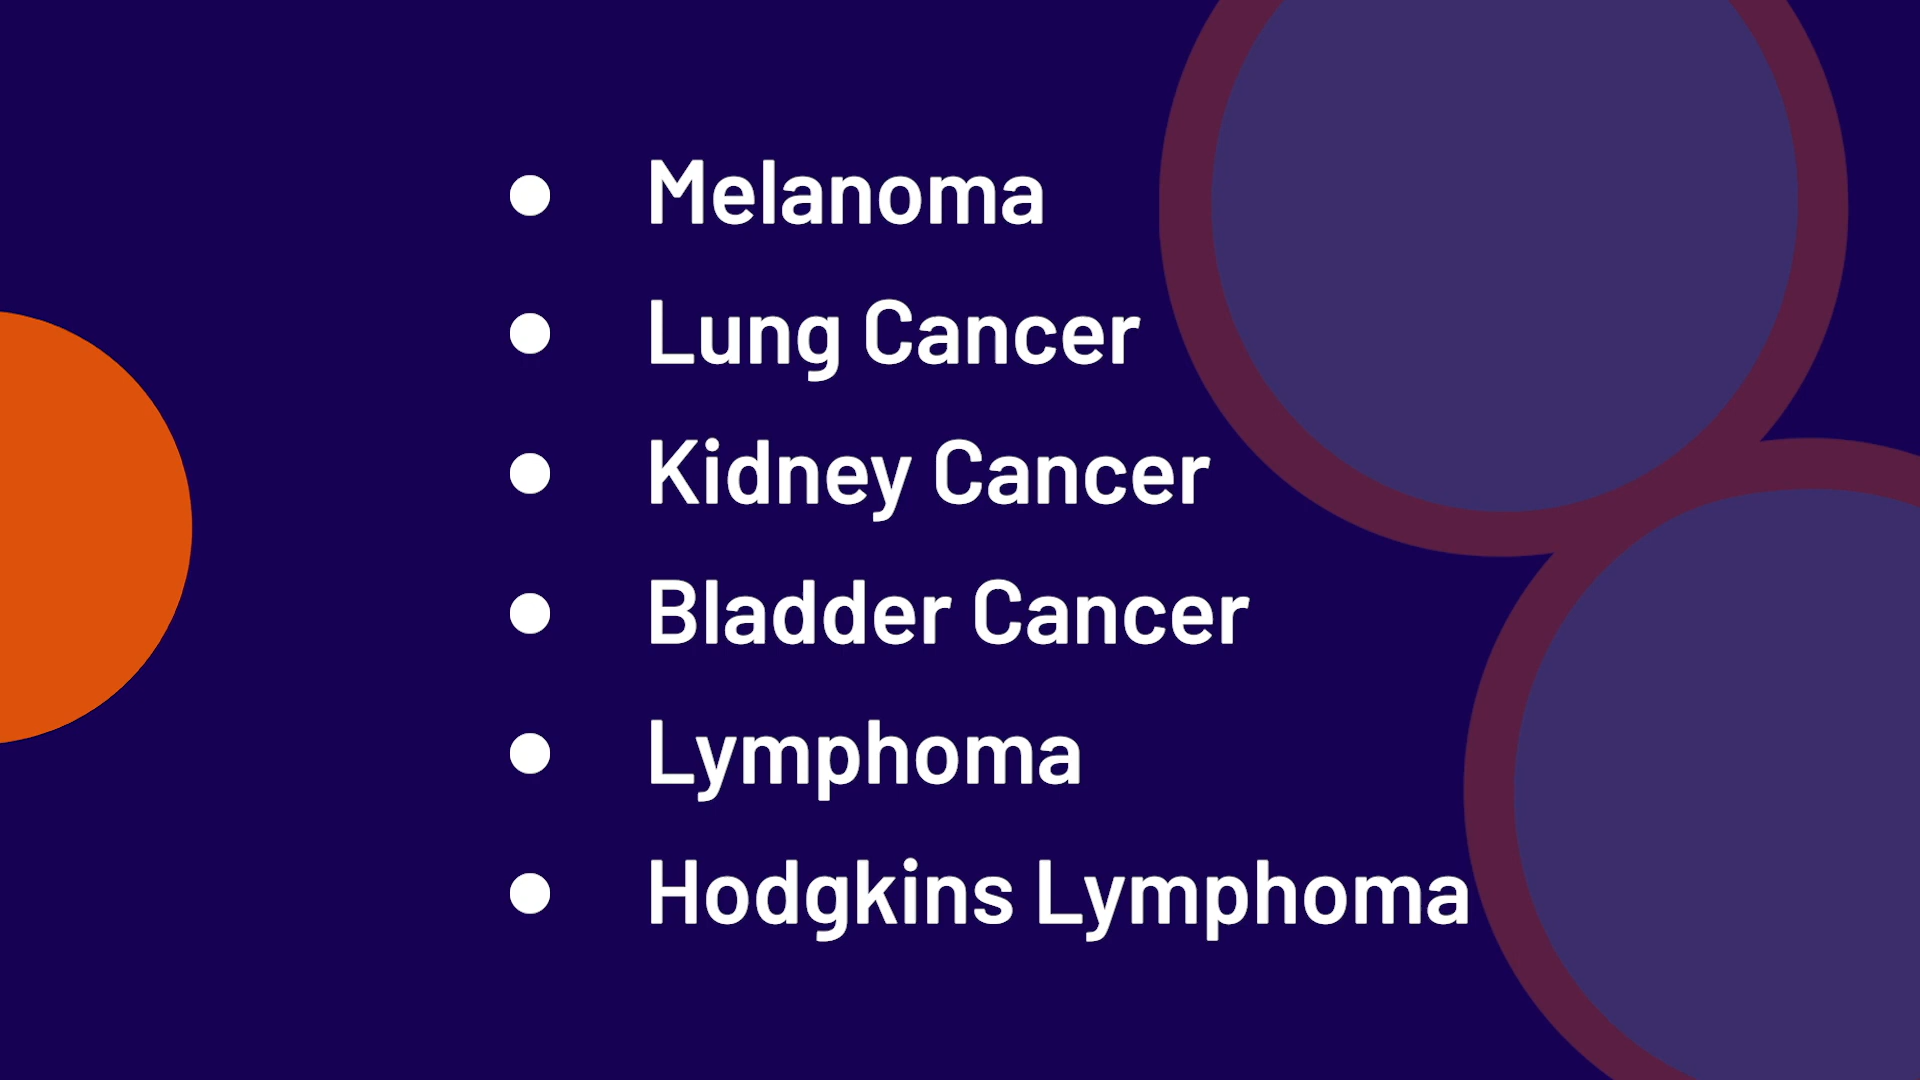 • Melanoma
• Lung Cancer
• Kidney Cancer
• Bladder Cancer
• Lymphoma
• Hodgkins Lymphoma